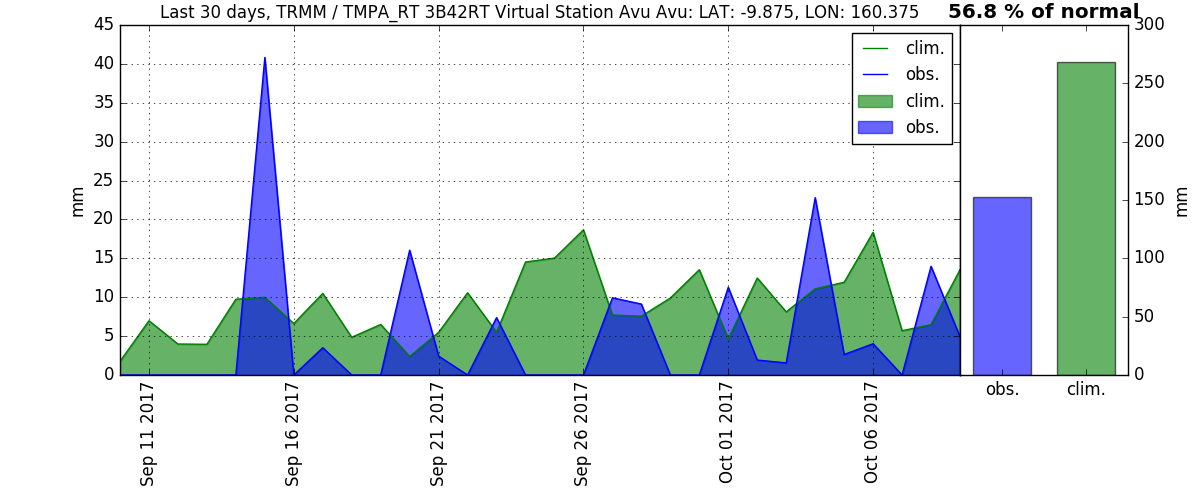 Last 30 days, TRMM / TMPA_RT 3B42RT Virtual Station Avu Avu: LAT: -9.875, LON: 160.375
56.8 % of normal
45
40
35
30
25
20
15
10
5
0
mm
clim.
obs.
clim.
obs.
300
250
200
150
100
50
0
mm
Sep 11 2017
Sep 16 2017
Sep 21 2017
Sep 26 2017
Oct 01 2017
Oct 06 2017
obs.
clim.